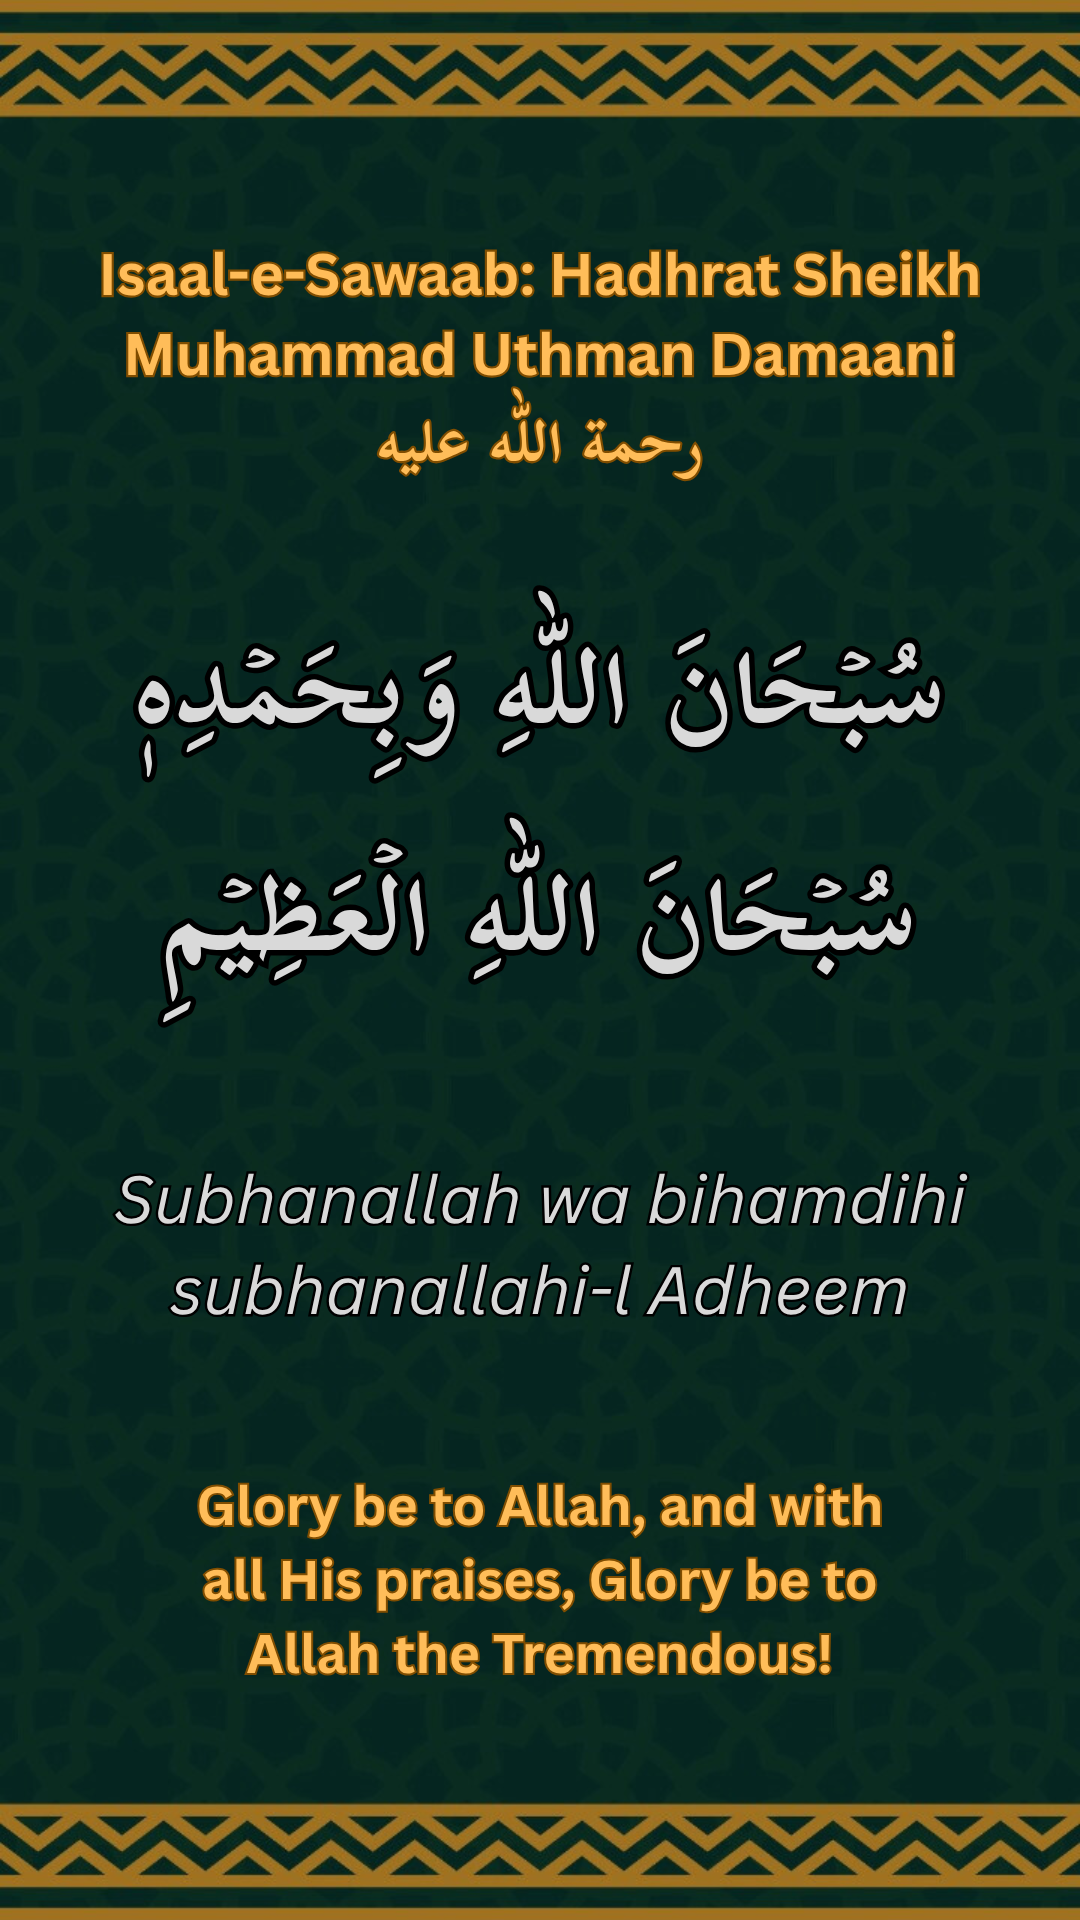 Isaal-e-Sawaab: Hadhrat Sheikh
Muhammad Uthman Damaani
رحمة الله عليه
سُبْحَانَ اللّٰهِ وَبِحَمْدِهٖ
سُبْحَانَ اللّٰهِ الْعَظِيْمِ
Subhanallah wa bihamdihi
subhanallahi-l Adheem
Glory be to Allah, and with
all His praises, Glory be to
Allah the Tremendous!